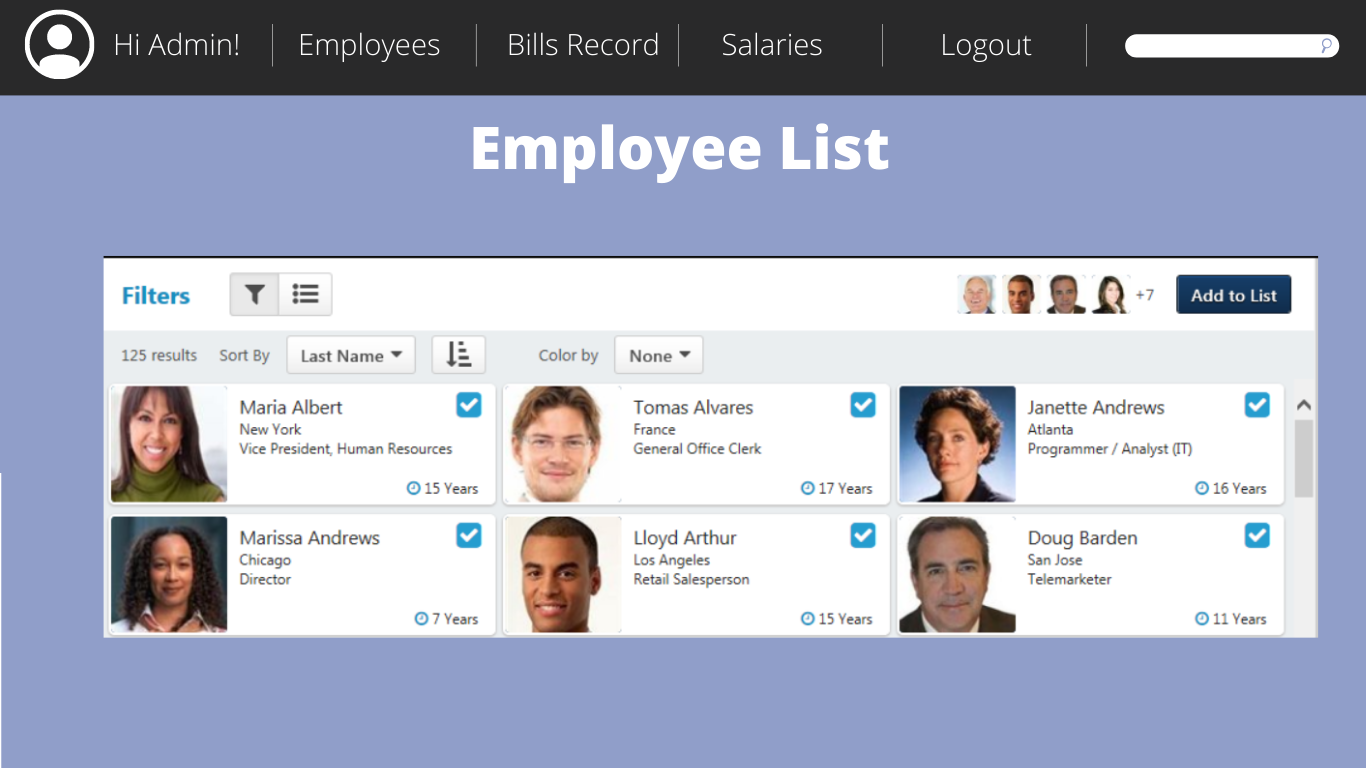 Hi Admin! Employees Bills Record Salaries Logout
Employee List
Filters +7 Add to List
125 results Sort By Last Name Color by None
Maria Albert
New York
Vice President, Human Resources
15 Years
Tomas Alvares
France
General Office Clerk
17 Years
Janette Andrews
Atlanta
Programmer / Analyst (IT)
16 Years
Marissa Andrews
Chicago
Director
7 Years
Lloyd Arthur
Los Angeles
Retail Salesperson
15 Years
Doug Barden
San Jose
Telemarketer
11 Years